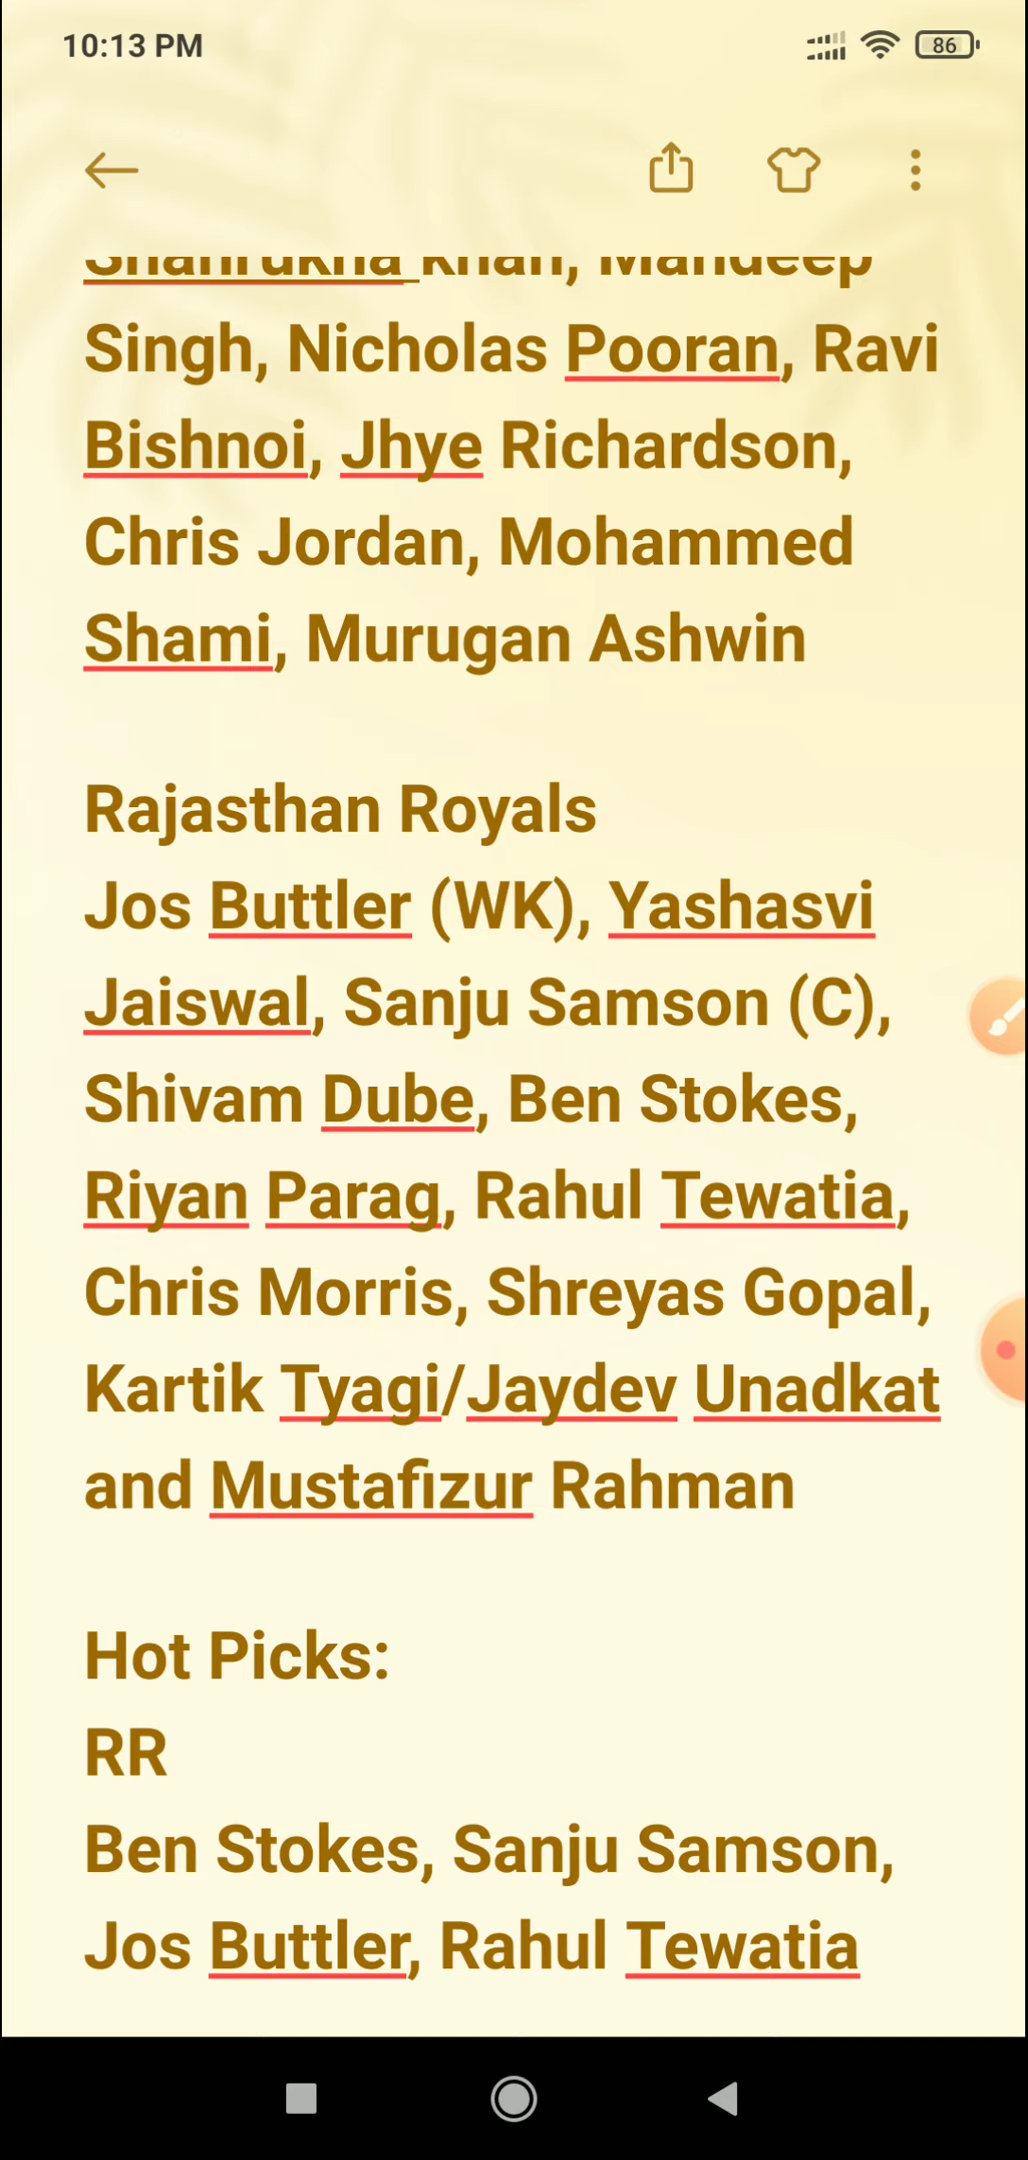 10:13 PM
86
khan, Mandeep
Singh, Nicholas Pooran, Ravi
Bishnoi, Jhye Richardson,
Chris Jordan, Mohammed
Shami, Murugan Ashwin
Rajasthan Royals
Jos Buttler (WK), Yashasvi
Jaiswal, Sanju Samson (C),
Shivam Dube, Ben Stokes,
Riyan Parag, Rahul Tewatia,
Chris Morris, Shreyas Gopal,
Kartik Tyagi/Jaydev Unadkat
and Mustafizur Rahman
Hot Picks:
RR
Ben Stokes, Sanju Samson,
Jos Buttler, Rahul Tewatia